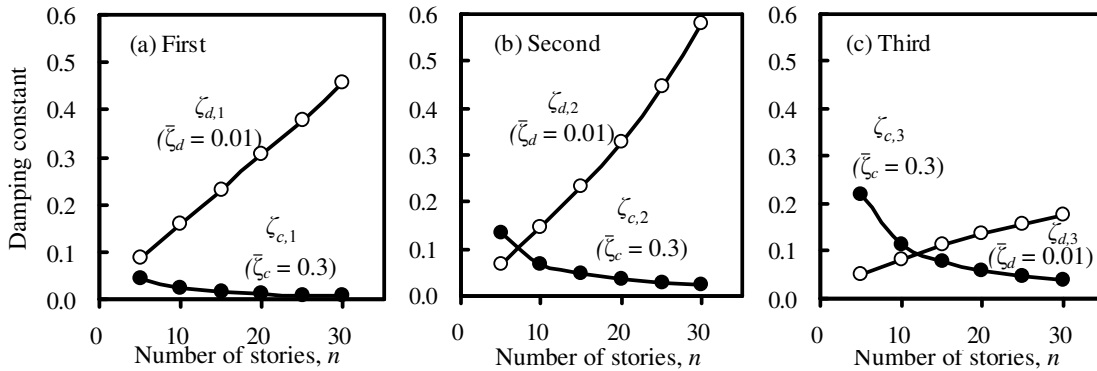 Damping constant
0.6
0.5
0.4
0.3
0.2
0.1
0.0
(a) First
ζd,1
(ζ̄d = 0.01)
ζc,1
(ζ̄c = 0.3)
0 10 20 30
Number of stories, n
0.6
0.5
0.4
0.3
0.2
0.1
0.0
(b) Second
ζd,2
(ζ̄d = 0.01)
ζc,2
(ζ̄c = 0.3)
0 10 20 30
Number of stories, n
0.6
0.5
0.4
0.3
0.2
0.1
0.0
(c) Third
ζc,3
(ζ̄c = 0.3)
ζd,3
(ζ̄d = 0.01)
0 10 20 30
Number of stories, n